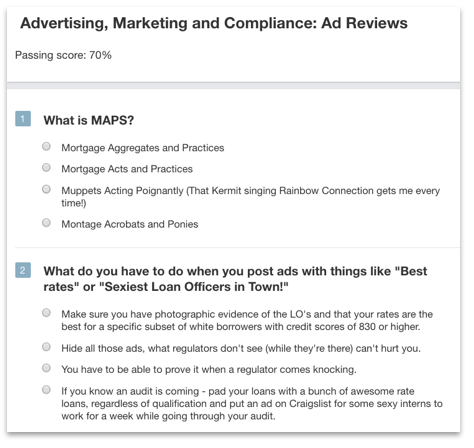 Advertising, Marketing and Compliance: Ad Reviews
Passing score: 70%
1
What is MAPS?
Mortgage Aggregates and Practices
Mortgage Acts and Practices
Muppets Acting Poignantly (That Kermit singing Rainbow Connection gets me every
time!)
Montage Acrobats and Ponies
2
What do you have to do when you post ads with things like "Best
rates" or "Sexiest Loan Officers in Town!"
Make sure you have photographic evidence of the LO's and that your rates are the
best for a specific subset of white borrowers with credit scores of 830 or higher.
Hide all those ads, what regulators don't see (while they're there) can't hurt you.
You have to be able to prove it when a regulator comes knocking.
If you know an audit is coming - pad your loans with a bunch of awesome rate
loans, regardless of qualification and put an ad on Craigslist for some sexy interns to
work for a week while going through your audit.